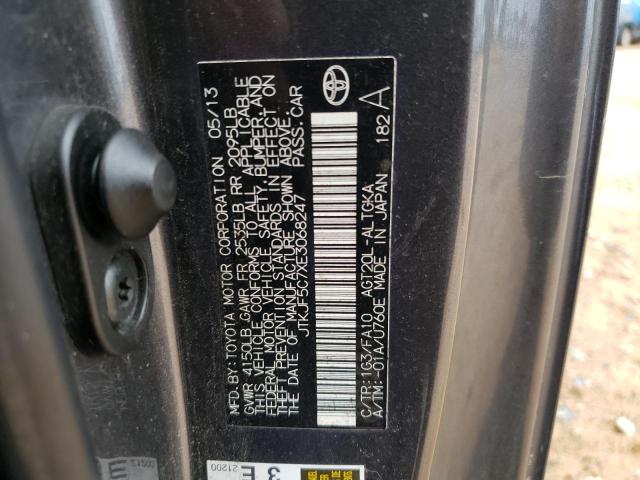 MFD.BY:TOYOTA MOTOR CORPORATION 05/13
GVWR 4150LB GAWR FR 2535LB RR 2095LB
THIS VEHICLE CONFORMS TO ALL APPLICABLE
FEDERAL MOTOR VEHICLE SAFETY, BUMPER, AND
THEFT PREVENTION STANDARDS IN EFFECT ON
THE DATE OF MANUFACTURE SHOWN ABOVE.
JTKJF5C7XE3068247 PASS.CAR
C/TR:1G3/FA10 AGT20L-ALTGKA
A/TM:-01A/U760E MADE IN JAPAN 182 A
21200
3
E
E